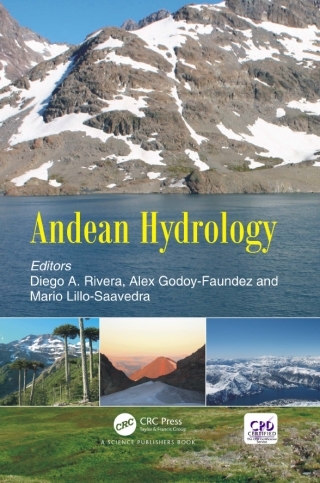 Andean Hydrology
Editors
Diego A. Rivera, Alex Godoy-Faundez and
Mario Lillo-Saavedra
CRC
CRC Press
Taylor & Francis Group
A SCIENCE PUBLISHERS BOOK
CPD
CERTIFIED